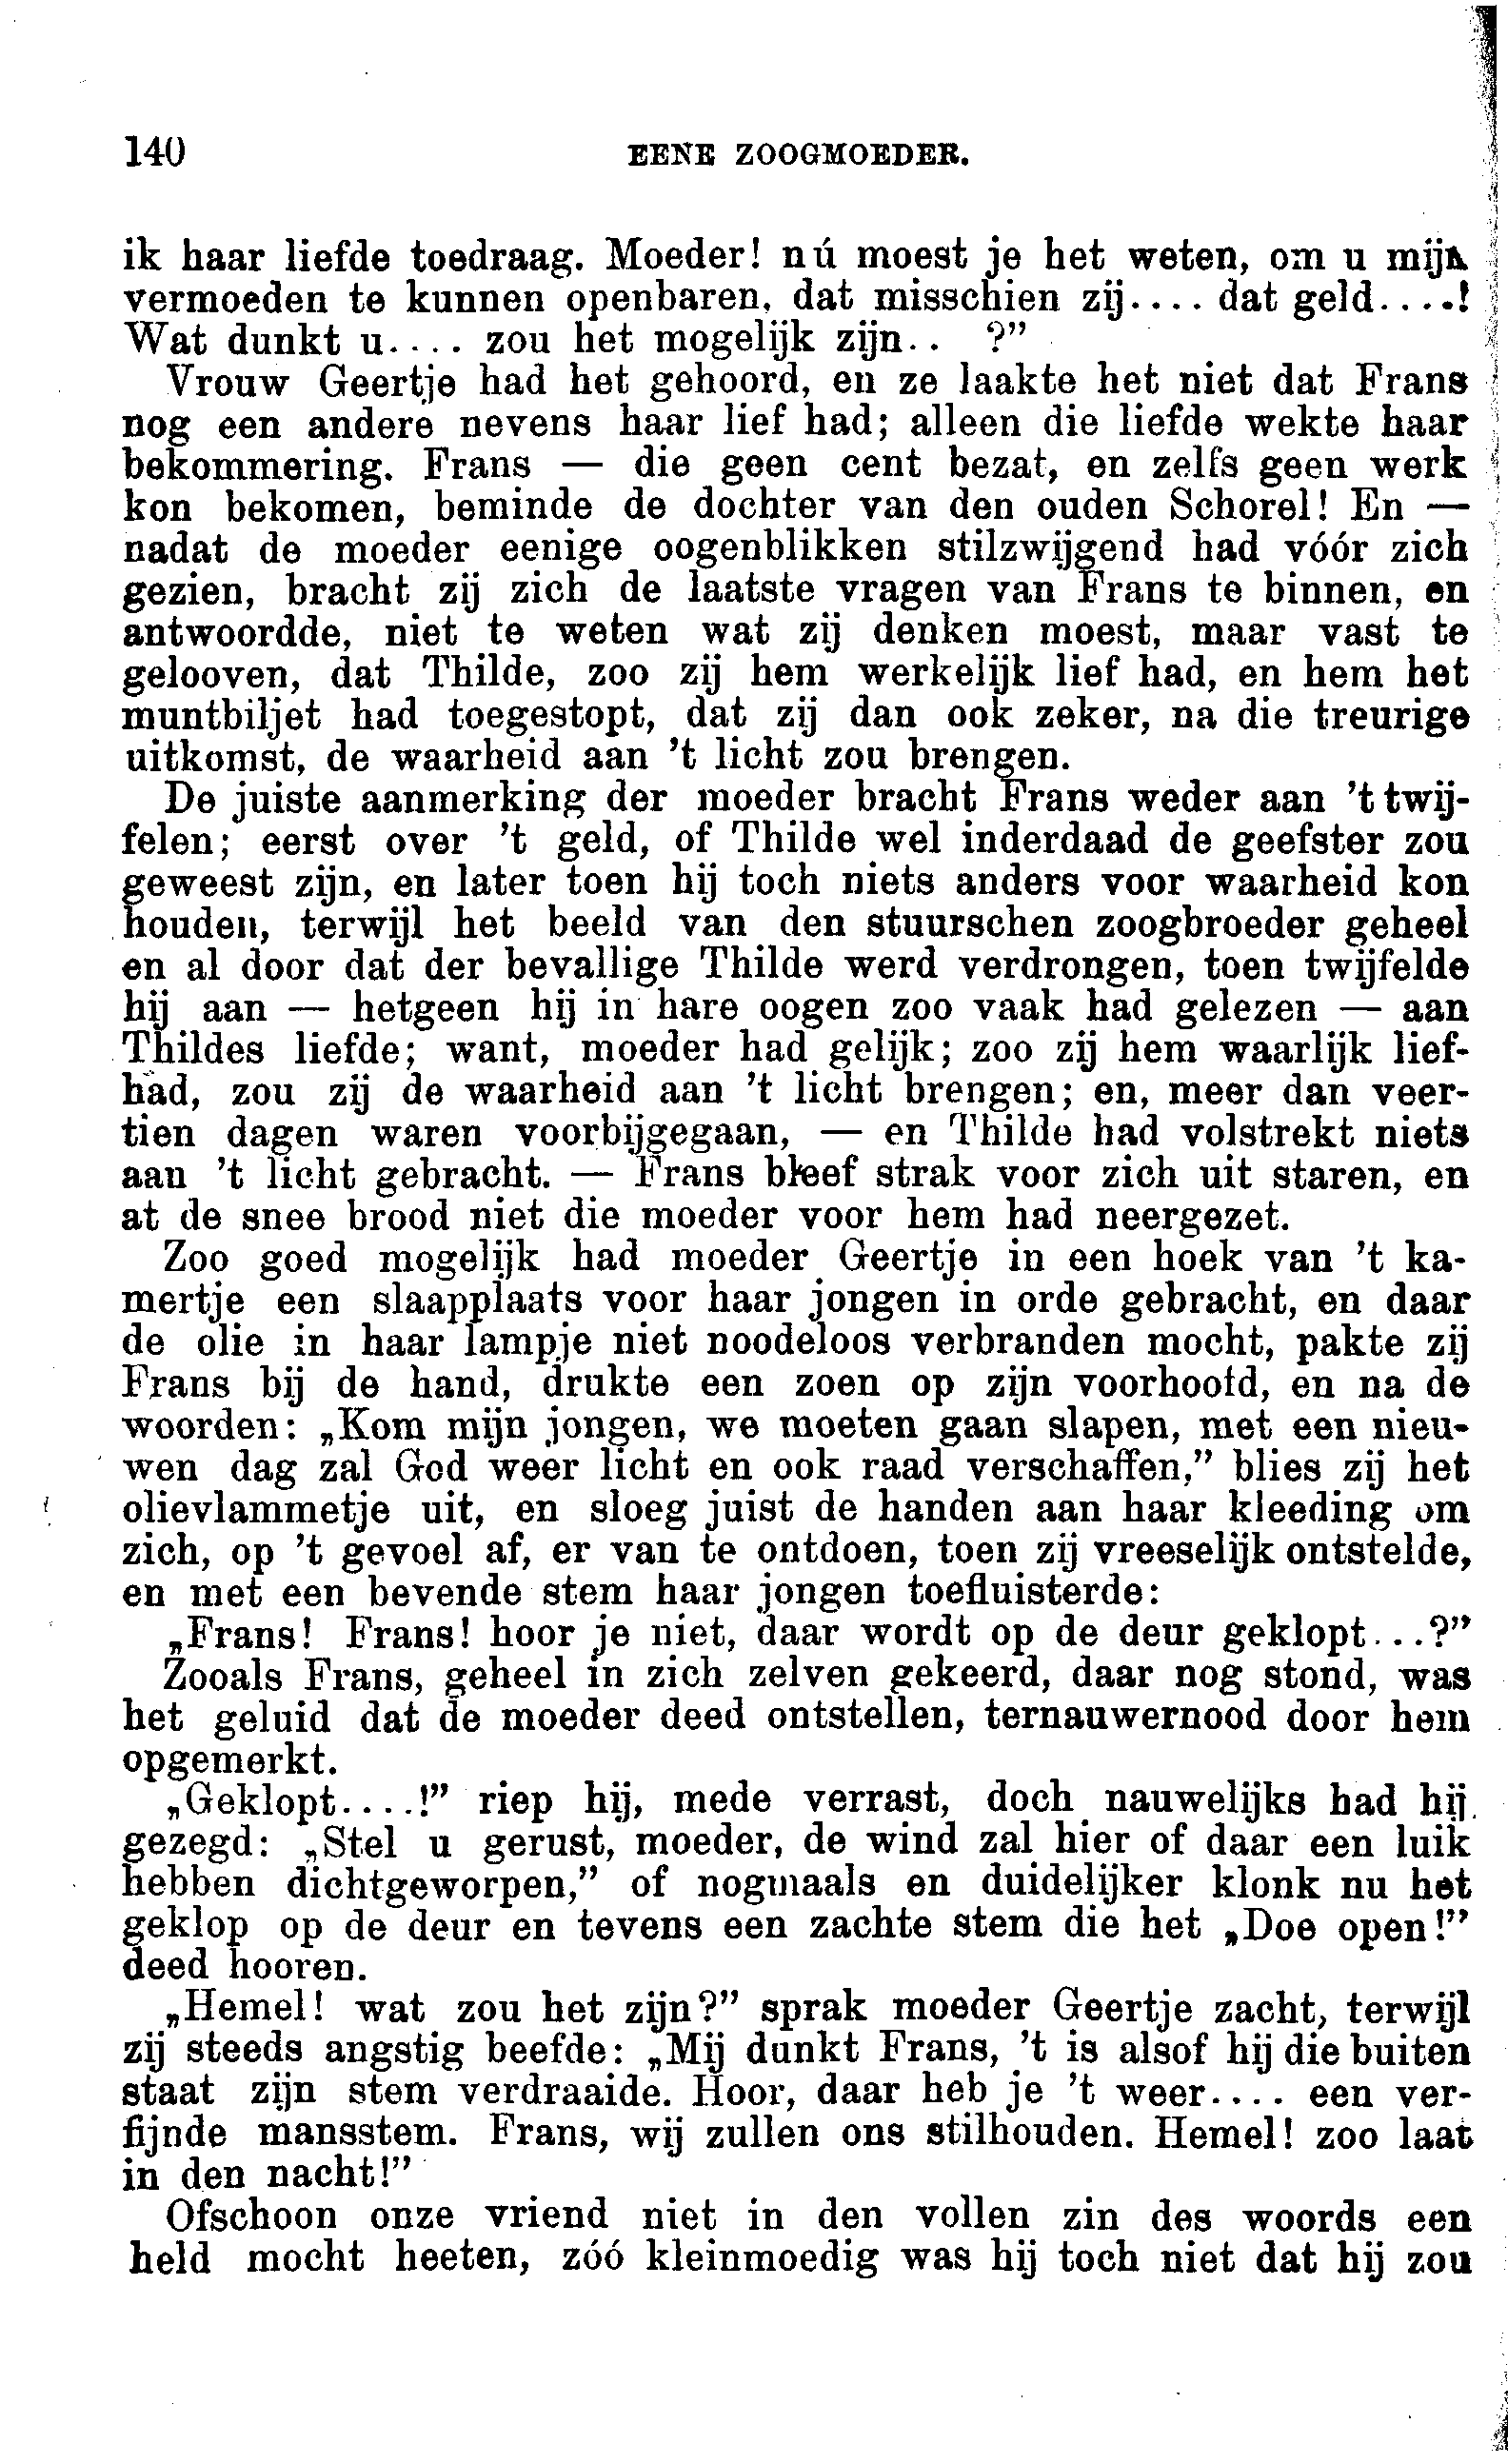 140 EENE ZOOGMOEDER.
ik haar liefde toedraag. Moeder! nú moest je het weten, om u mijn
vermoeden te kunnen openbaren, dat misschien zij.... dat geld....!
Wat dunkt u.... zou het mogelijk zijn.. ?”
Vrouw Geertje had het gehoord, en ze laakte het niet dat Frans
nog een andere nevens haar lief had; alleen die liefde wekte haar
bekommering. Frans — die geen cent bezat, en zelfs geen werk
kon bekomen, beminde de dochter van den ouden Schorel! En —
nadat de moeder eenige oogenblikken stilzwijgend had vóór zich
gezien, bracht zij zich de laatste vragen van Frans te binnen, en
antwoordde, niet te weten wat zij denken moest, maar vast te
gelooven, dat Thilde, zoo zij hem werkelijk lief had, en hem het
muntbiljet had toegestopt, dat zij dan ook zeker, na die treurige
uitkomst, de waarheid aan ’t licht zou brengen.
De juiste aanmerking der moeder bracht Frans weder aan ’t twij-
felen; eerst over ’t geld, of Thilde wel inderdaad de geefster zou
geweest zijn, en later toen hij toch niets anders voor waarheid kon
houden, terwijl het beeld van den stuurschen zoogbroeder geheel
en al door dat der bevallige Thilde werd verdrongen, toen twijfelde
hij aan — hetgeen hij in hare oogen zoo vaak had gelezen — aan
Thildes liefde; want, moeder had gelijk; zoo zij hem waarlijk lief-
had, zou zij de waarheid aan ’t licht brengen; en, meer dan veer-
tien dagen waren voorbijgegaan, — en Thilde had volstrekt niets
aan ’t licht gebracht. — Frans bleef strak voor zich uit staren, en
at de snee brood niet die moeder voor hem had neergezet.
Zoo goed mogelijk had moeder Geertje in een hoek van ’t ka-
mertje een slaapplaats voor haar jongen in orde gebracht, en daar
de olie in haar lampje niet noodeloos verbranden mocht, pakte zij
Frans bij de hand, drukte een zoen op zijn voorhoofd, en na de
woorden: „Kom mijn jongen, we moeten gaan slapen, met een nieu-
wen dag zal God weer licht en ook raad verschaffen,” blies zij het
olievlammetje uit, en sloeg juist de handen aan haar kleeding om
zich, op ’t gevoel af, er van te ontdoen, toen zij vreeselijk ontstelde,
en met een bevende stem haar jongen toefluisterde:
„Frans! Frans! hoor je niet, daar wordt op de deur geklopt...?”
Zooals Frans, geheel in zich zelven gekeerd, daar nog stond, was
het geluid dat de moeder deed ontstellen, ternauwernood door hem
opgemerkt.
„Geklopt....!” riep hij, mede verrast, doch nauwelijks had hij
gezegd: „Stel u gerust, moeder, de wind zal hier of daar een luik
hebben dichtgeworpen,” of nogmaals en duidelijker klonk nu het
geklop op de deur en tevens een zachte stem die het „Doe open!”
deed hooren.
„Hemel! wat zou het zijn?” sprak moeder Geertje zacht, terwijl
zij steeds angstig beefde: „Mij dunkt Frans, ’t is alsof hij die buiten
staat zijn stem verdraaide. Hoor, daar heb je ’t weer.... een ver-
fijnde mansstem. Frans, wij zullen ons stilhouden. Hemel! zoo laat
in den nacht!”
Ofschoon onze vriend niet in den vollen zin des woords een
held mocht heeten, zóó kleinmoedig was hij toch niet dat hij zou